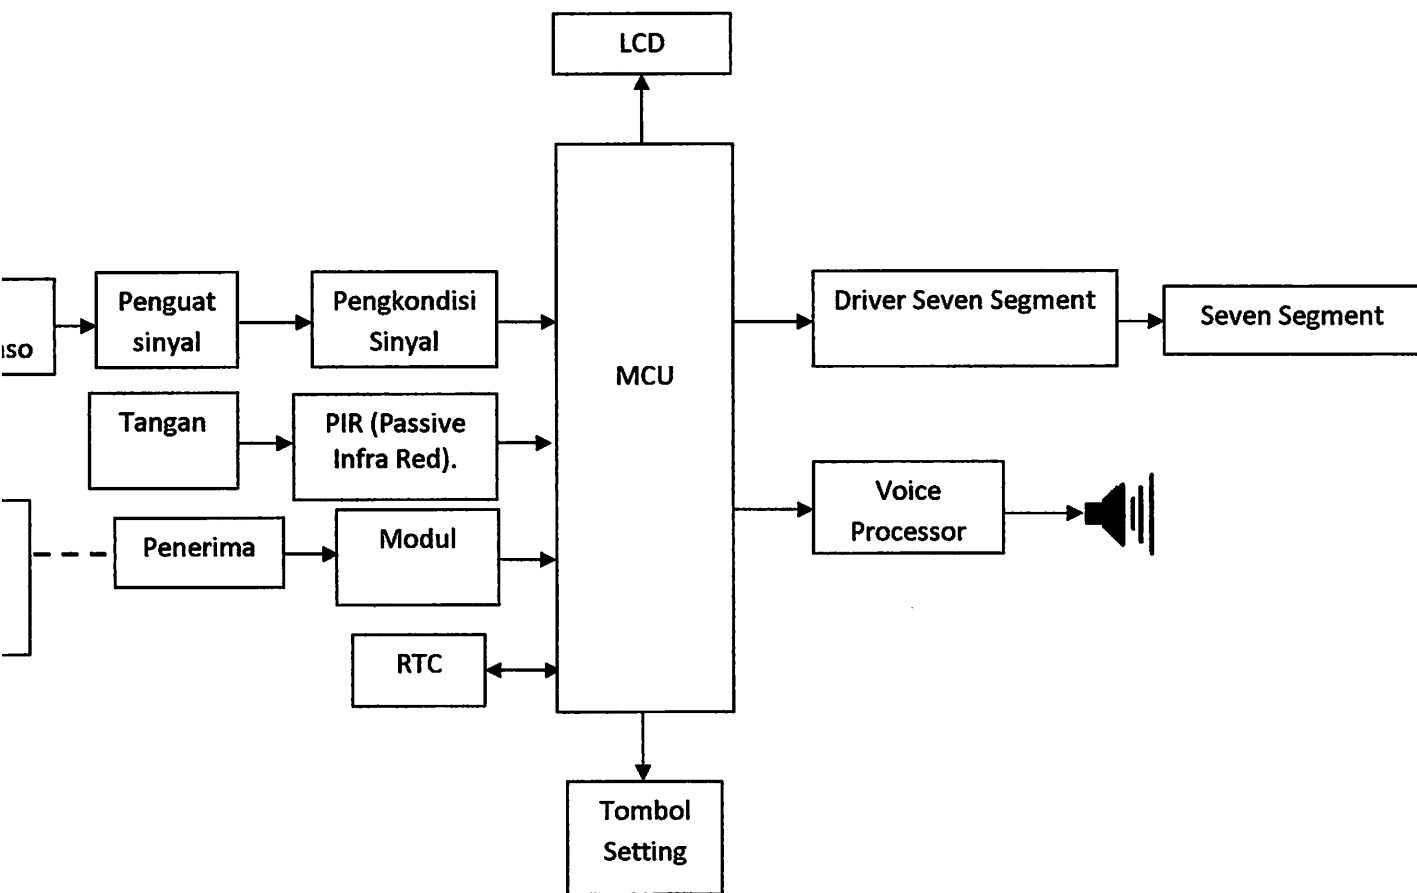 LCD
Penguat
sinyal
Pengkondisi
Sinyal
MCU
Driver Seven Segment
Seven Segment
Tangan
PIR (Passive
Infra Red).
Voice
Processor
Penerima
Modul
RTC
Tombol
Setting